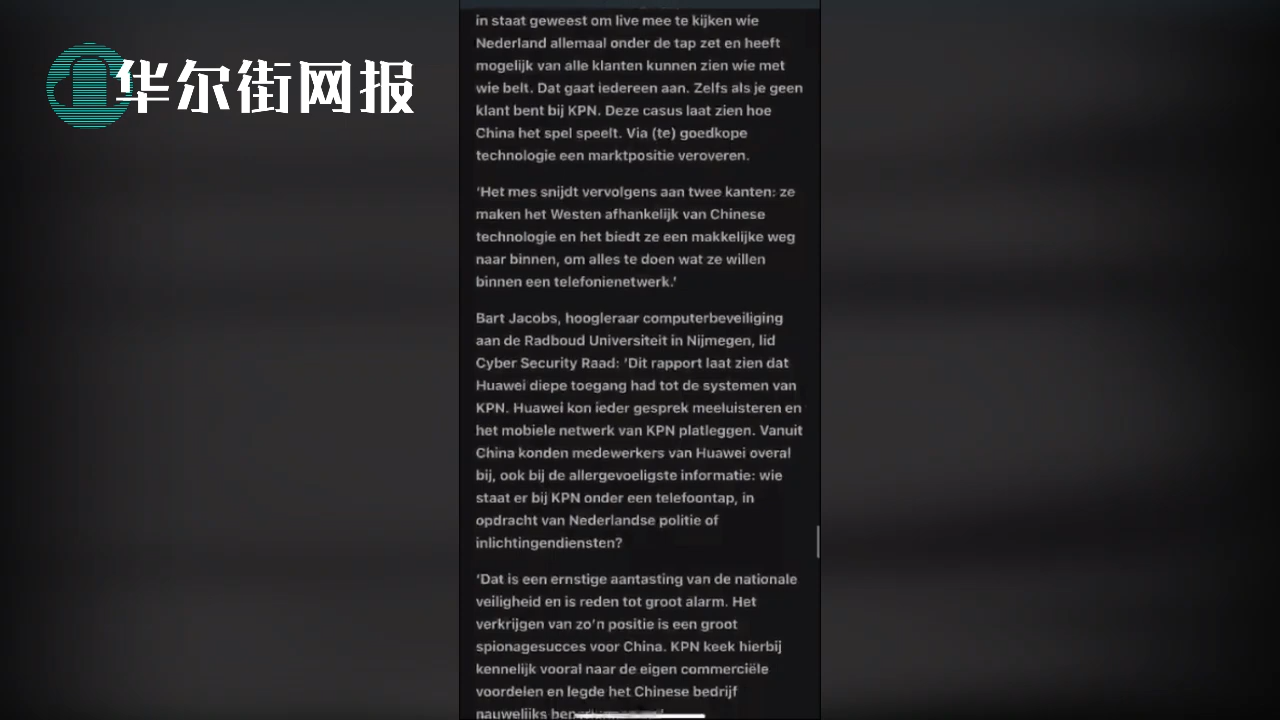 华尔街网报
in staat geweest om live mee te kijken wie
Nederland allemaal onder de tap zet en heeft
mogelijk van alle klanten kunnen zien wie met
wie belt. Dat gaat iedereen aan. Zelfs als je geen
klant bent bij KPN. Deze casus laat zien hoe
China het spel speelt. Via (te) goedkope
technologie een marktpositie veroveren.
‘Het mes snijdt vervolgens aan twee kanten: ze
maken het Westen afhankelijk van Chinese
technologie en het biedt ze een makkelijke weg
naar binnen, om alles te doen wat ze willen
binnen een telefonienetwerk.’
Bart Jacobs, hoogleraar computerbeveiliging
aan de Radboud Universiteit in Nijmegen, lid
Cyber Security Raad: ‘Dit rapport laat zien dat
Huawei diepe toegang had tot de systemen van
KPN. Huawei kon ieder gesprek meeluisteren en
het mobiele netwerk van KPN platleggen. Vanuit
China konden medewerkers van Huawei overal
bij, ook bij de allergevoeligste informatie: wie
staat er bij KPN onder een telefoontap, in
opdracht van Nederlandse politie of
inlichtingendiensten?
‘Dat is een ernstige aantasting van de nationale
veiligheid en is reden tot groot alarm. Het
verkrijgen van zo’n positie is een groot
spionagesucces voor China. KPN keek hierbij
kennelijk vooral naar de eigen commerciële
voordelen en legde het Chinese bedrijf
nauwelijks